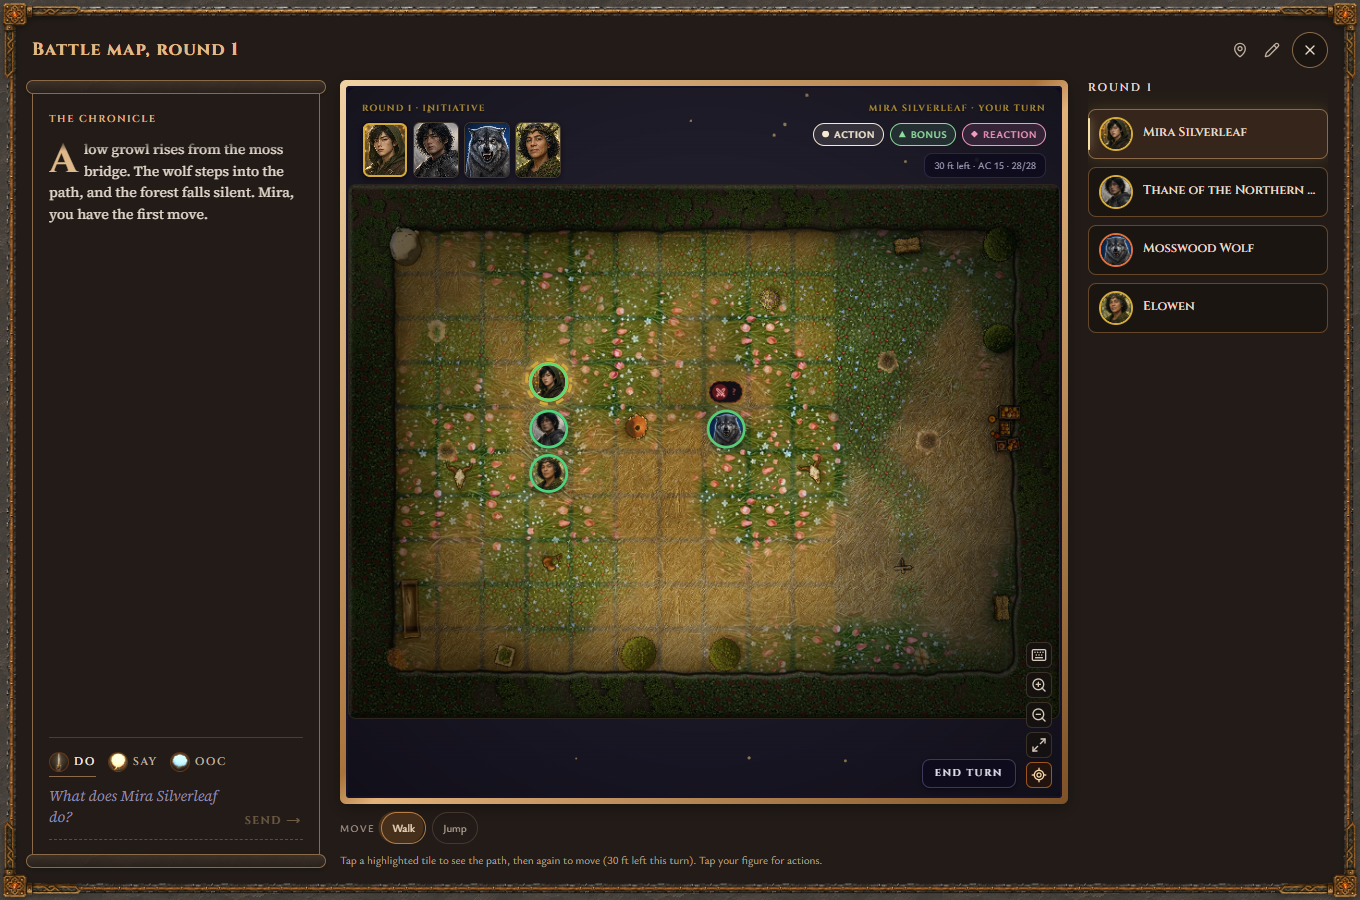 Battle map, round 1
THE CHRONICLE
A low growl rises from the moss
bridge. The wolf steps into the
path, and the forest falls silent. Mira,
you have the first move.
DO
SAY
OOC
What does Mira Silverleaf
do?
SEND →
ROUND 1 · INITIATIVE
MIRA SILVERLEAF · YOUR TURN
ACTION
BONUS
REACTION
30 ft left · AC 15 · 28/28
?
END TURN
MOVE
Walk
Jump
Tap a highlighted tile to see the path, then again to move (30 ft left this turn). Tap your figure for actions.
ROUND 1
Mira Silverleaf
Thane of the Northern ...
Mosswood Wolf
Elowen